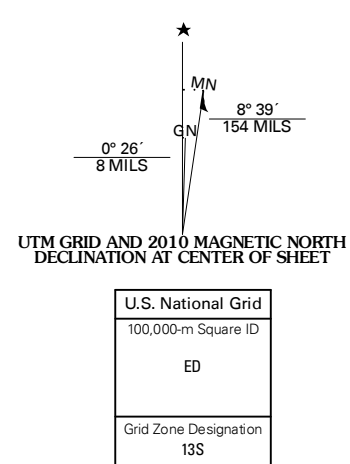 ★
MN
8° 39´
154 MILS
GN
0° 26´
8 MILS
UTM GRID AND 2010 MAGNETIC NORTH
DECLINATION AT CENTER OF SHEET
U.S. National Grid
100,000-m Square ID
ED
Grid Zone Designation
13S